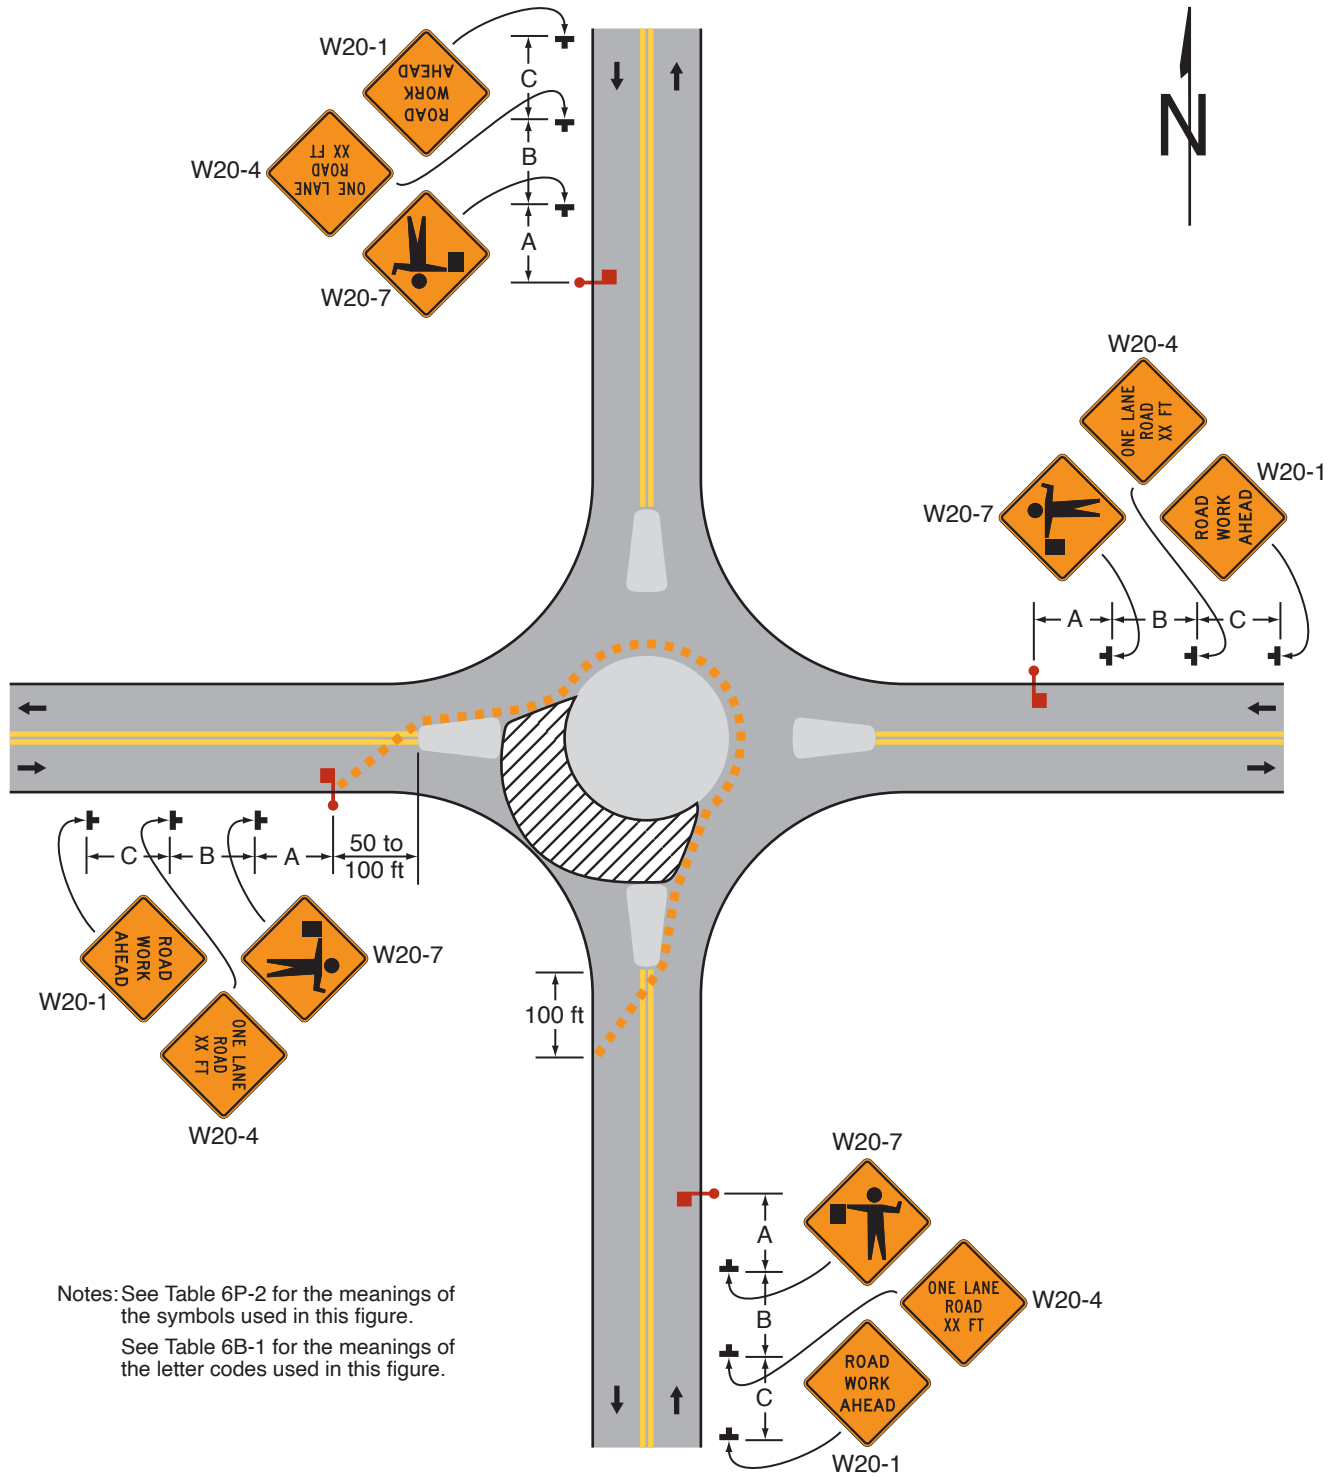 W20-1
ROAD
WORK
AHEAD
W20-4
ONE LANE
ROAD
XX FT
W20-7
C
B
A
N
W20-4
ONE LANE
ROAD
XX FT
W20-1
ROAD
WORK
AHEAD
W20-7
A
B
C
C
B
A
50 to
100 ft
ROAD
WORK
AHEAD
W20-1
ONE LANE
ROAD
XX FT
W20-4
W20-7
100 ft
W20-7
A
B
C
ONE LANE
ROAD
XX FT
W20-4
ROAD
WORK
AHEAD
W20-1
Notes: See Table 6P-2 for the meanings of
the symbols used in this figure.
See Table 6B-1 for the meanings of
the letter codes used in this figure.